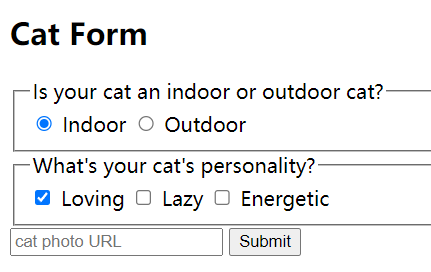 Cat Form
Is your cat an indoor or outdoor cat?
Indoor Outdoor
What's your cat's personality?
Loving Lazy Energetic
cat photo URL Submit